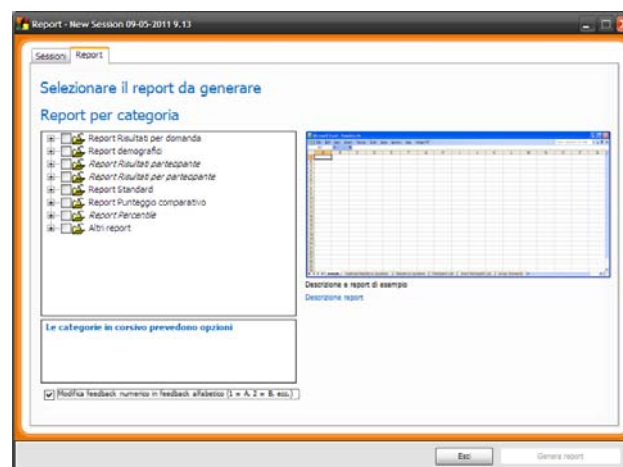 Report - New Session 09-05-2011 9.13
Sessioni Report
Selezionare il report da generare
Report per categoria
Report Risultati per domanda
Report demografici
Report Risultati partecipante
Report Risultati per partecipante
Report Standard
Report Punteggio comparativo
Report Percentile
Altri report
Descrizione e report di esempio
Descrizione report
Le categorie in corsivo prevedono opzioni
Modifica feedback numerico in feedback alfabetico (1 = A, 2 = B, ecc.)
Esci Genera report